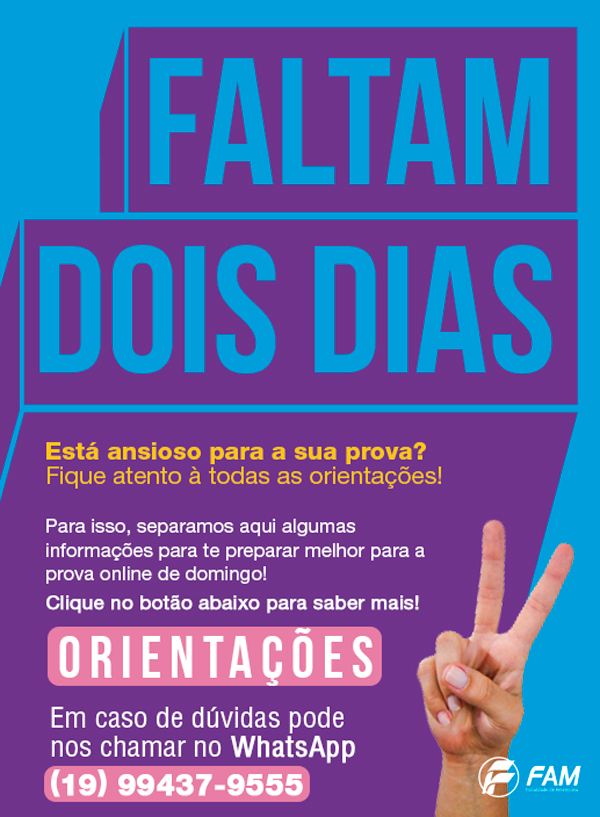 FALTAM
DOIS DIAS
Está ansioso para a sua prova?
Fique atento à todas as orientações!
Para isso, separamos aqui algumas
informações para te preparar melhor para a
prova online de domingo!
Clique no botão abaixo para saber mais!
ORIENTAÇÕES
Em caso de dúvidas pode
nos chamar no WhatsApp
(19) 99437-9555
FAM